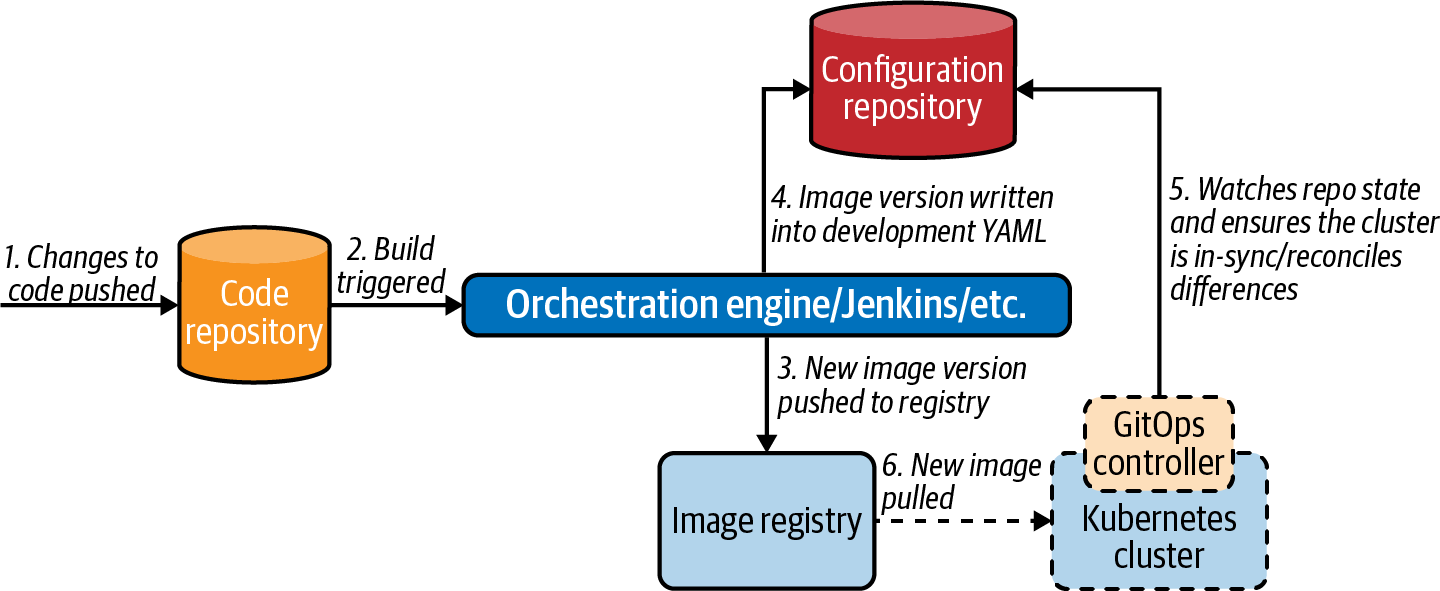 Configuration
repository
4. Image version written
into development YAML
5. Watches repo state
and ensures the cluster
is in-sync/reconciles
differences
1. Changes to
code pushed
Code
repository
2. Build
triggered
Orchestration engine/Jenkins/etc.
3. New image version
pushed to registry
Image registry
6. New image
pulled
GitOps
controller
Kubernetes
cluster